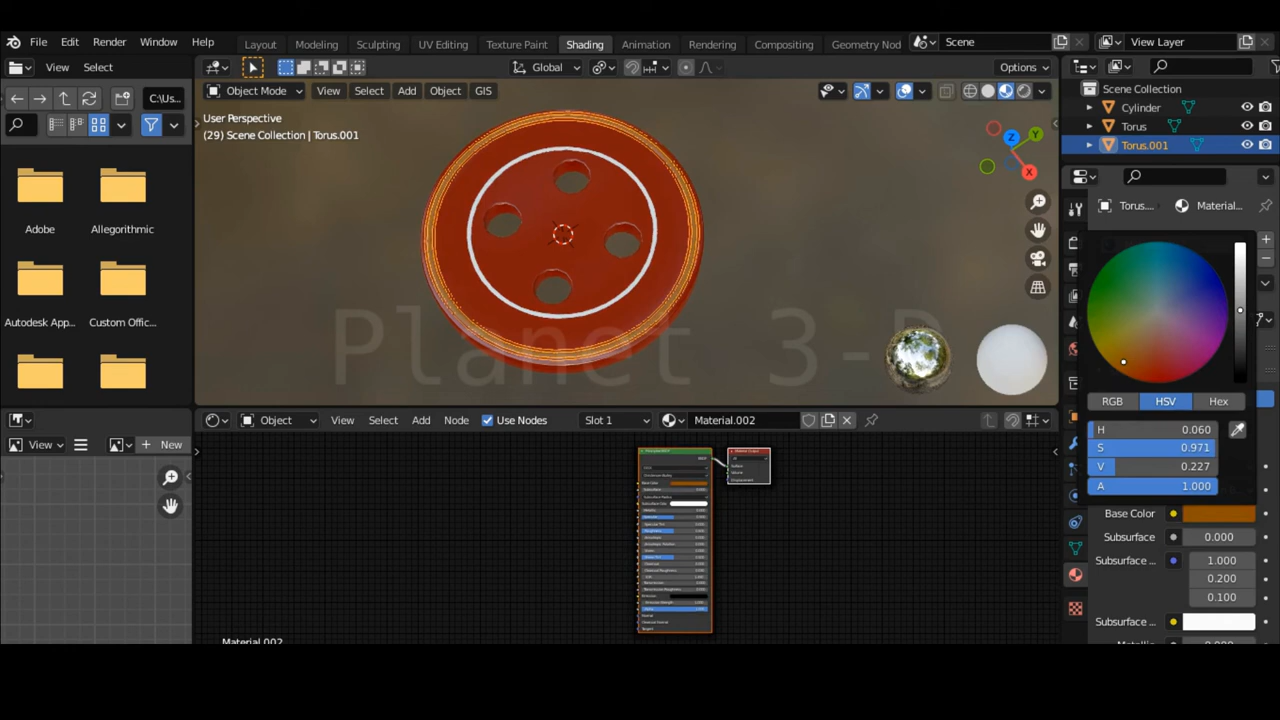 File Edit Render Window Help Layout Modeling Sculpting UV Editing Texture Paint Shading Animation Rendering Compositing Geometry Nod Scene View Layer
View Select Global Options Scene Collection
C:\Us... Object Mode View Select Add Object GIS Cylinder
User Perspective Torus
(29) Scene Collection | Torus.001 Torus.001
Torus.... Material...
Adobe Allegorithmic
Autodesk App... Custom Offic...
Planet 3-D
RGB HSV Hex
Object View Select Add Node Use Nodes Slot 1 Material.002
H 0.060
View New S 0.971
V 0.227
A 1.000
Base Color
Subsurface 0.000
Subsurface ... 1.000
0.200
0.100
Subsurface ...
Material.002